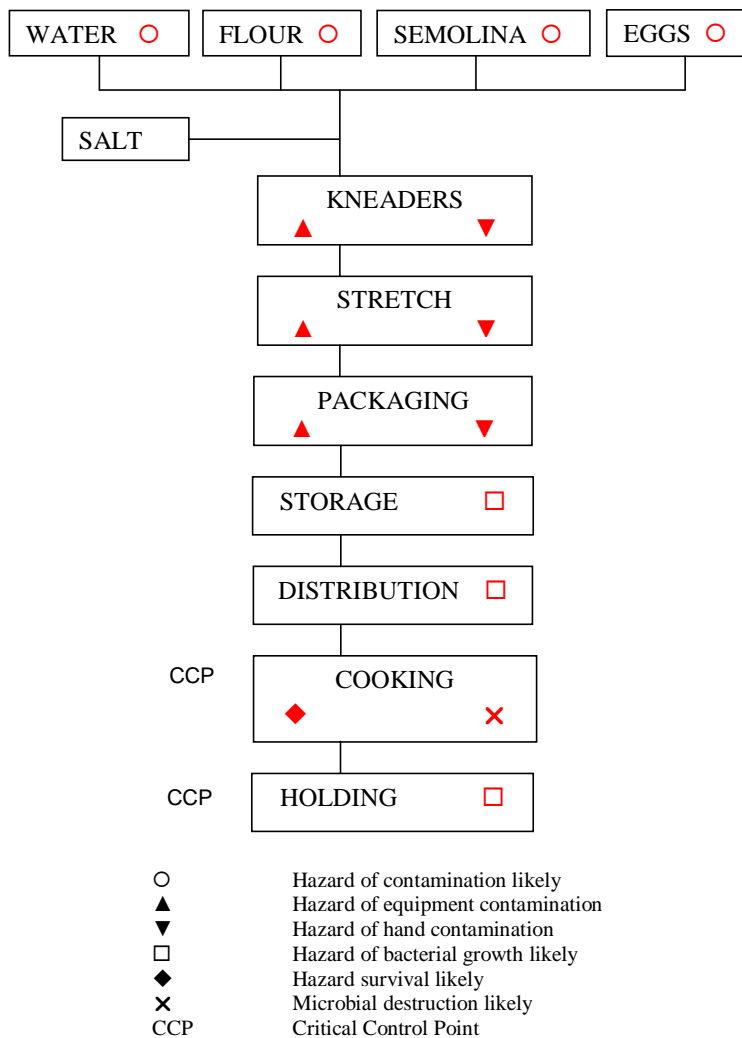 WATER
FLOUR
SEMOLINA
EGGS
SALT
KNEADERS
STRETCH
PACKAGING
STORAGE
DISTRIBUTION
CCP
COOKING
CCP
HOLDING
Hazard of contamination likely
Hazard of equipment contamination
Hazard of hand contamination
Hazard of bacterial growth likely
Hazard survival likely
Microbial destruction likely
CCP Critical Control Point